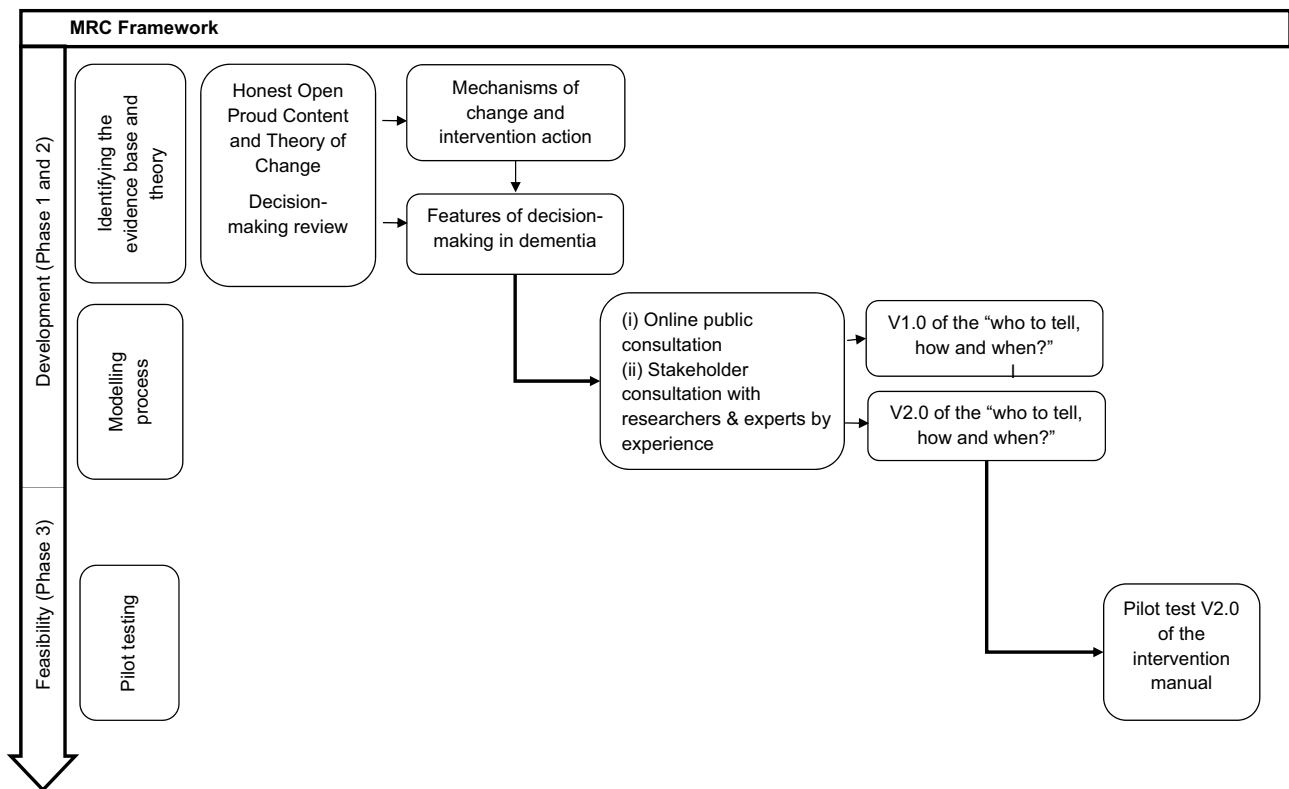 MRC Framework
Development (Phase 1 and 2)
Identifying the
evidence base and
theory
Honest Open
Proud Content
and Theory of
Change
Decision-
making review
Mechanisms of
change and
intervention action
Features of decision-
making in dementia
Modelling
process
(i) Online public
consultation
(ii) Stakeholder
consultation with
researchers & experts by
experience
V1.0 of the “who to tell,
how and when?”
V2.0 of the “who to tell,
how and when?”
Feasibility (Phase 3)
Pilot testing
Pilot test V2.0
of the
intervention
manual